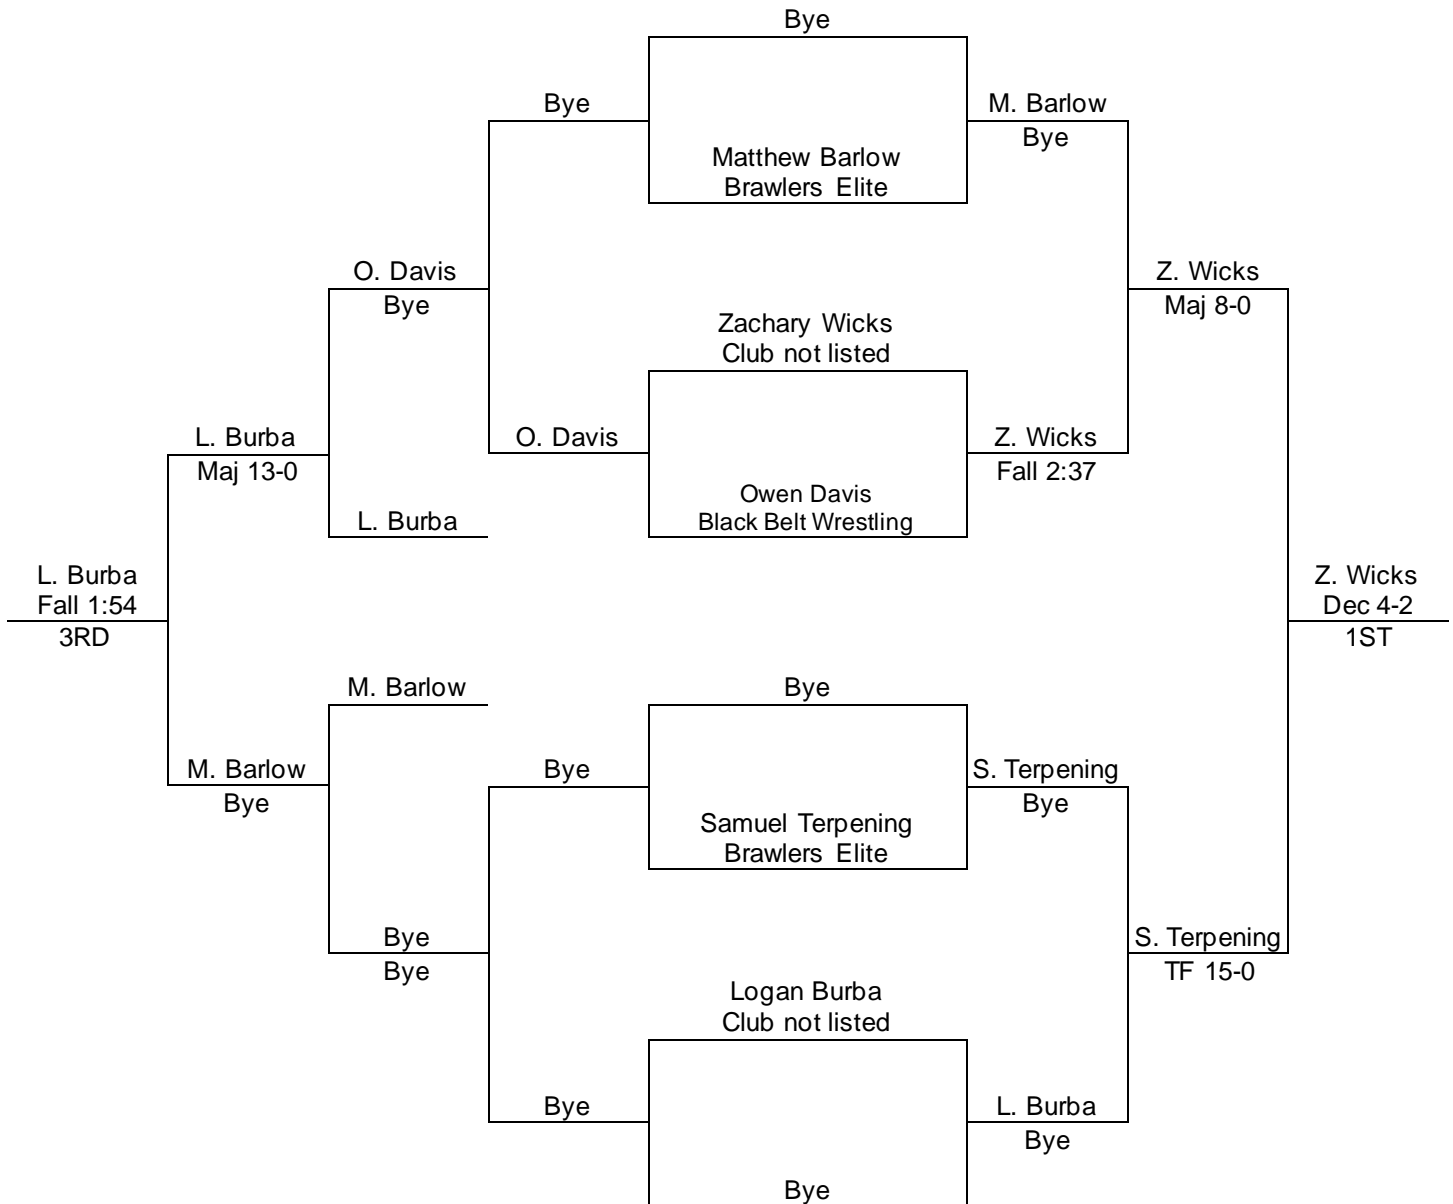 Bye
Bye
M. Barlow
Bye
Matthew Barlow
Brawlers Elite
O. Davis
Bye
Z. Wicks
Maj 8-0
Zachary Wicks
Club not listed
L. Burba
Maj 13-0
O. Davis
Z. Wicks
Fall 2:37
Owen Davis
Black Belt Wrestling
L. Burba
L. Burba
Fall 1:54
3RD
Z. Wicks
Dec 4-2
1ST
M. Barlow
Bye
M. Barlow
Bye
Bye
S. Terpening
Bye
Samuel Terpening
Brawlers Elite
Bye
Bye
S. Terpening
TF 15-0
Logan Burba
Club not listed
Bye
L. Burba
Bye
Bye